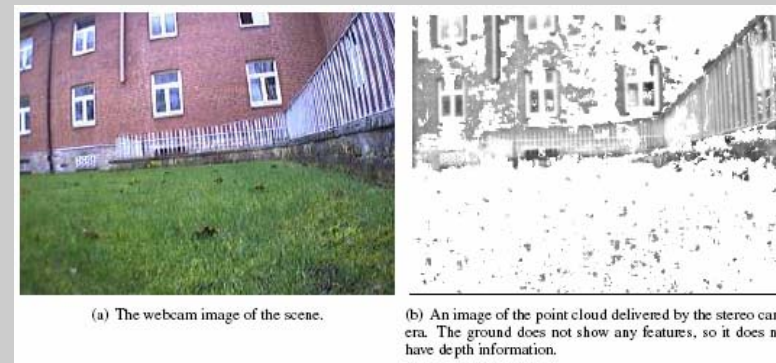 (a) The webcam image of the scene.
(b) An image of the point cloud delivered by the stereo cam
era. The ground does not show any features, so it does n
have depth information.